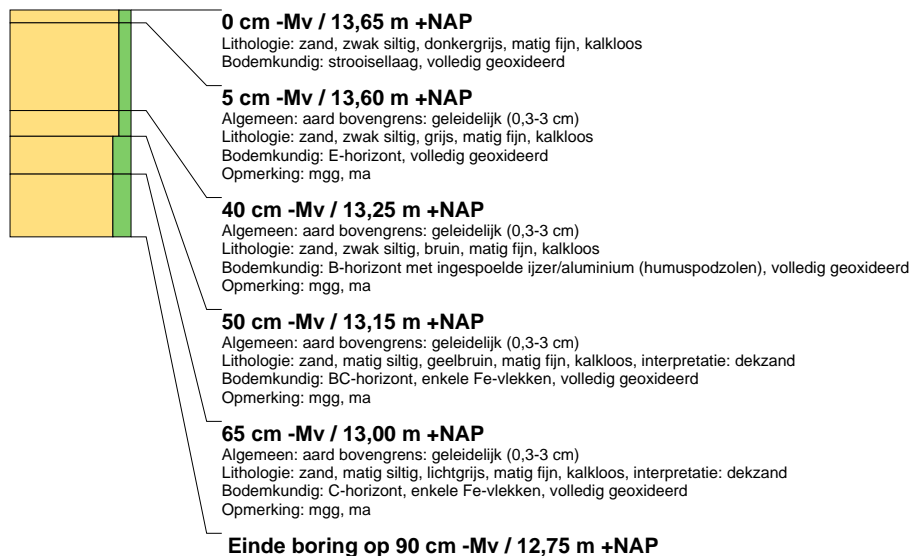 0 cm -Mv / 13,65 m +NAP
Lithologie: zand, zwak siltig, donkergrijs, matig fijn, kalkloos
Bodemkundig: strooisellaag, volledig geoxideerd
5 cm -Mv / 13,60 m +NAP
Algemeen: aard bovengrens: geleidelijk (0,3-3 cm)
Lithologie: zand, zwak siltig, grijs, matig fijn, kalkloos
Bodemkundig: E-horizont, volledig geoxideerd
Opmerking: mgg, ma
40 cm -Mv / 13,25 m +NAP
Algemeen: aard bovengrens: geleidelijk (0,3-3 cm)
Lithologie: zand, zwak siltig, bruin, matig fijn, kalkloos
Bodemkundig: B-horizont met ingespoelde ijzer/aluminium (humuspodzolen), volledig geoxideerd
Opmerking: mgg, ma
50 cm -Mv / 13,15 m +NAP
Algemeen: aard bovengrens: geleidelijk (0,3-3 cm)
Lithologie: zand, matig siltig, geelbruin, matig fijn, kalkloos, interpretatie: dekzand
Bodemkundig: BC-horizont, enkele Fe-vlekken, volledig geoxideerd
Opmerking: mgg, ma
65 cm -Mv / 13,00 m +NAP
Algemeen: aard bovengrens: geleidelijk (0,3-3 cm)
Lithologie: zand, matig siltig, lichtgrijs, matig fijn, kalkloos, interpretatie: dekzand
Bodemkundig: C-horizont, enkele Fe-vlekken, volledig geoxideerd
Opmerking: mgg, ma
Einde boring op 90 cm -Mv / 12,75 m +NAP